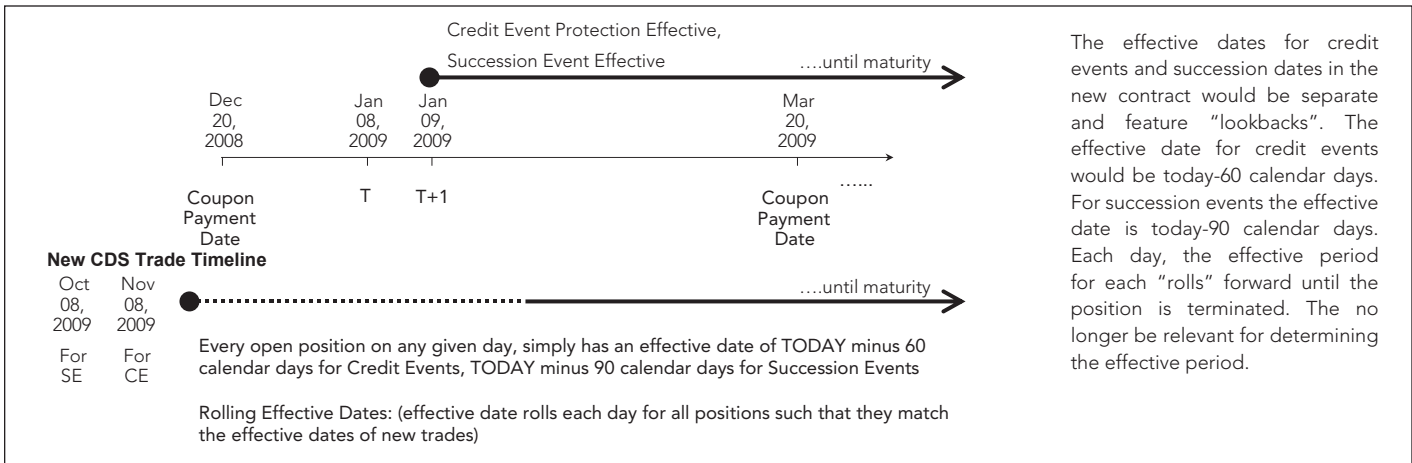 Credit Event Protection Effective,
Succession Event Effective
….until maturity
Dec
20,
2008
Jan
08,
2009
Jan
09,
2009
Mar
20,
2009
Coupon
Payment
Date
T
T+1
Coupon
Payment
Date
…...
New CDS Trade Timeline
Oct
08,
2009
Nov
08,
2009
….until maturity
For
SE
For
CE
Every open position on any given day, simply has an effective date of TODAY minus 60
calendar days for Credit Events, TODAY minus 90 calendar days for Succession Events
Rolling Effective Dates: (effective date rolls each day for all positions such that they match
the effective dates of new trades)
The effective dates for credit
events and succession dates in the
new contract would be separate
and feature “lookbacks”. The
effective date for credit events
would be today-60 calendar days.
For succession events the effective
date is today-90 calendar days.
Each day, the effective period
for each “rolls” forward until the
position is terminated. The no
longer be relevant for determining
the effective period.